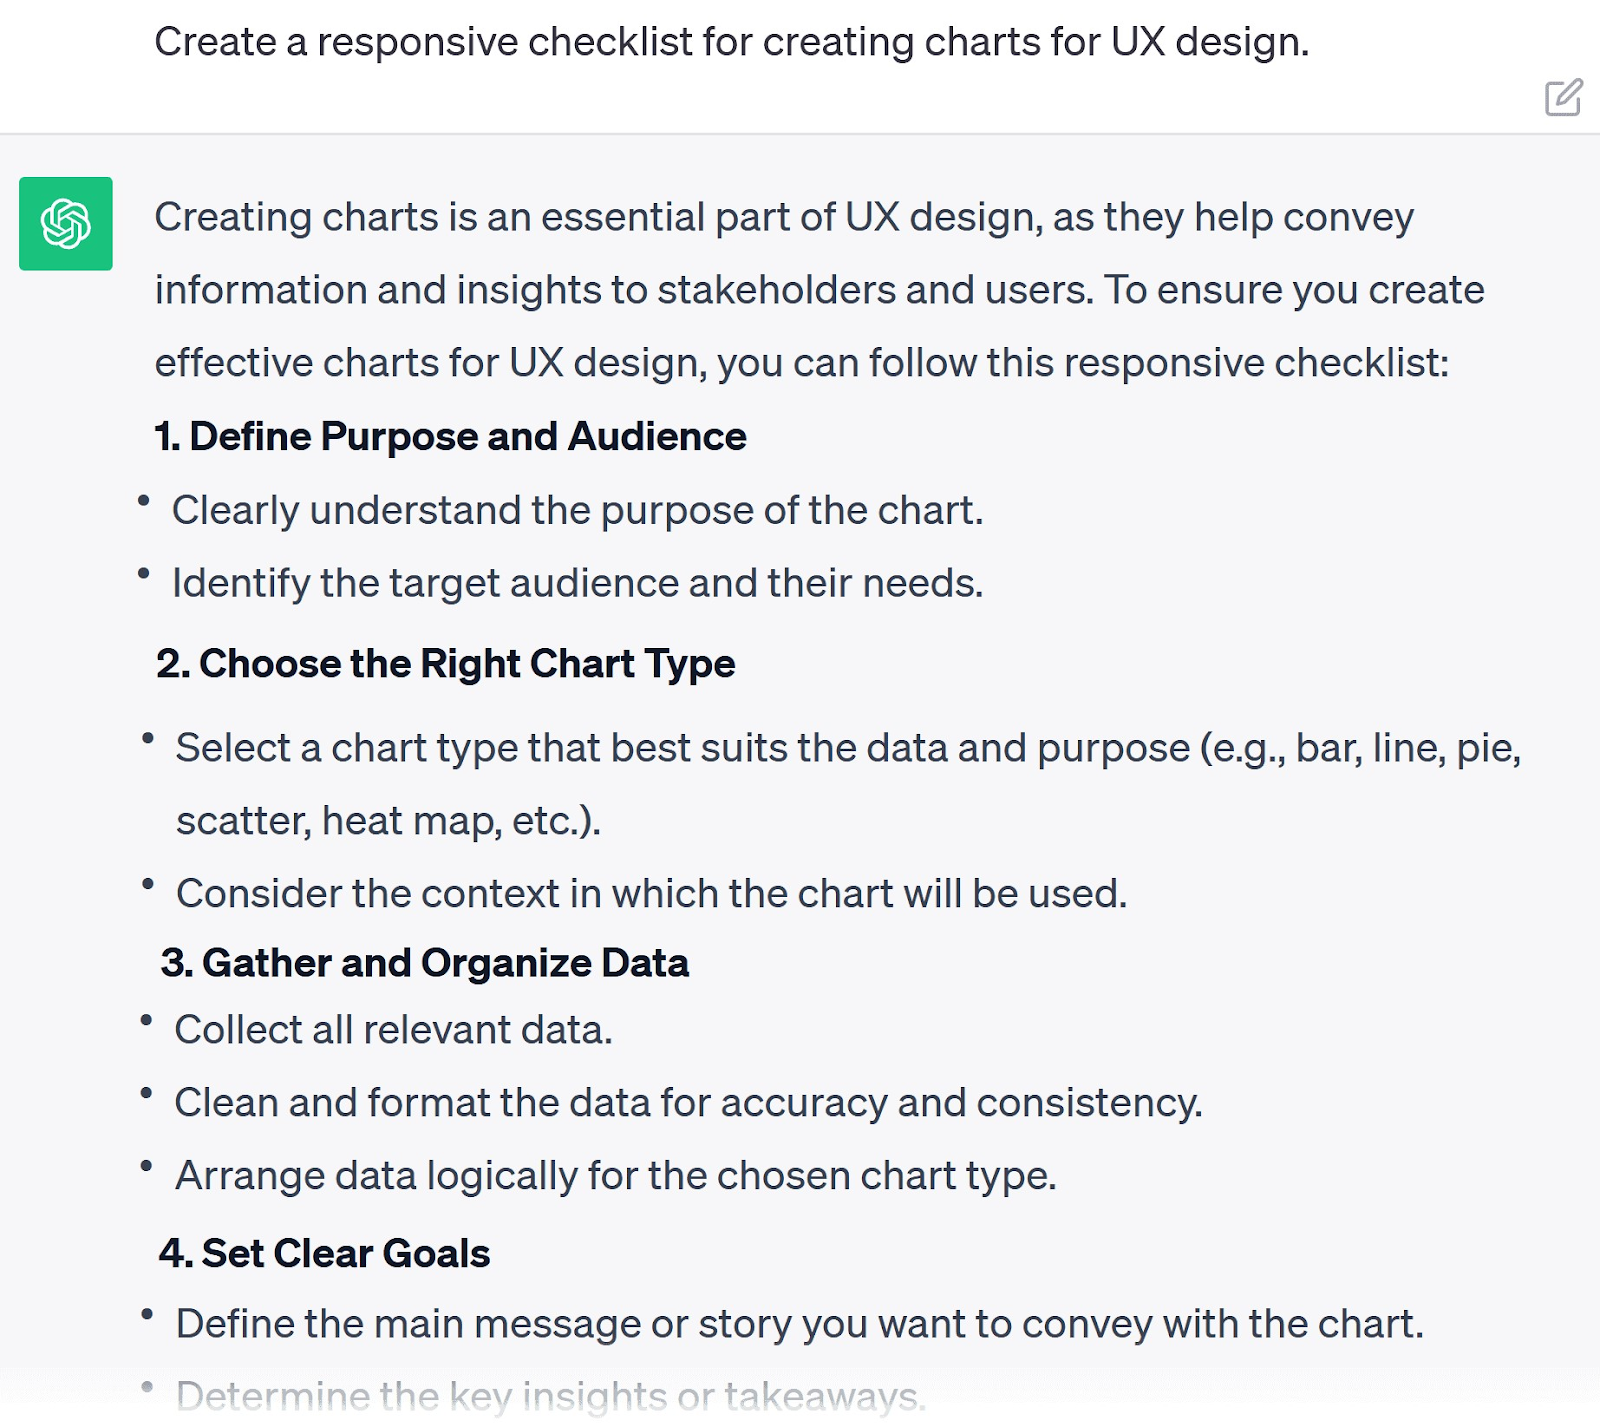 Create a responsive checklist for creating charts for UX design.
Creating charts is an essential part of UX design, as they help convey
information and insights to stakeholders and users. To ensure you create
effective charts for UX design, you can follow this responsive checklist:
1. Define Purpose and Audience
• Clearly understand the purpose of the chart.
• Identify the target audience and their needs.
2. Choose the Right Chart Type
• Select a chart type that best suits the data and purpose (e.g., bar, line, pie,
scatter, heat map, etc.).
• Consider the context in which the chart will be used.
3. Gather and Organize Data
• Collect all relevant data.
• Clean and format the data for accuracy and consistency.
• Arrange data logically for the chosen chart type.
4. Set Clear Goals
• Define the main message or story you want to convey with the chart.
• Determine the key insights or takeaways.